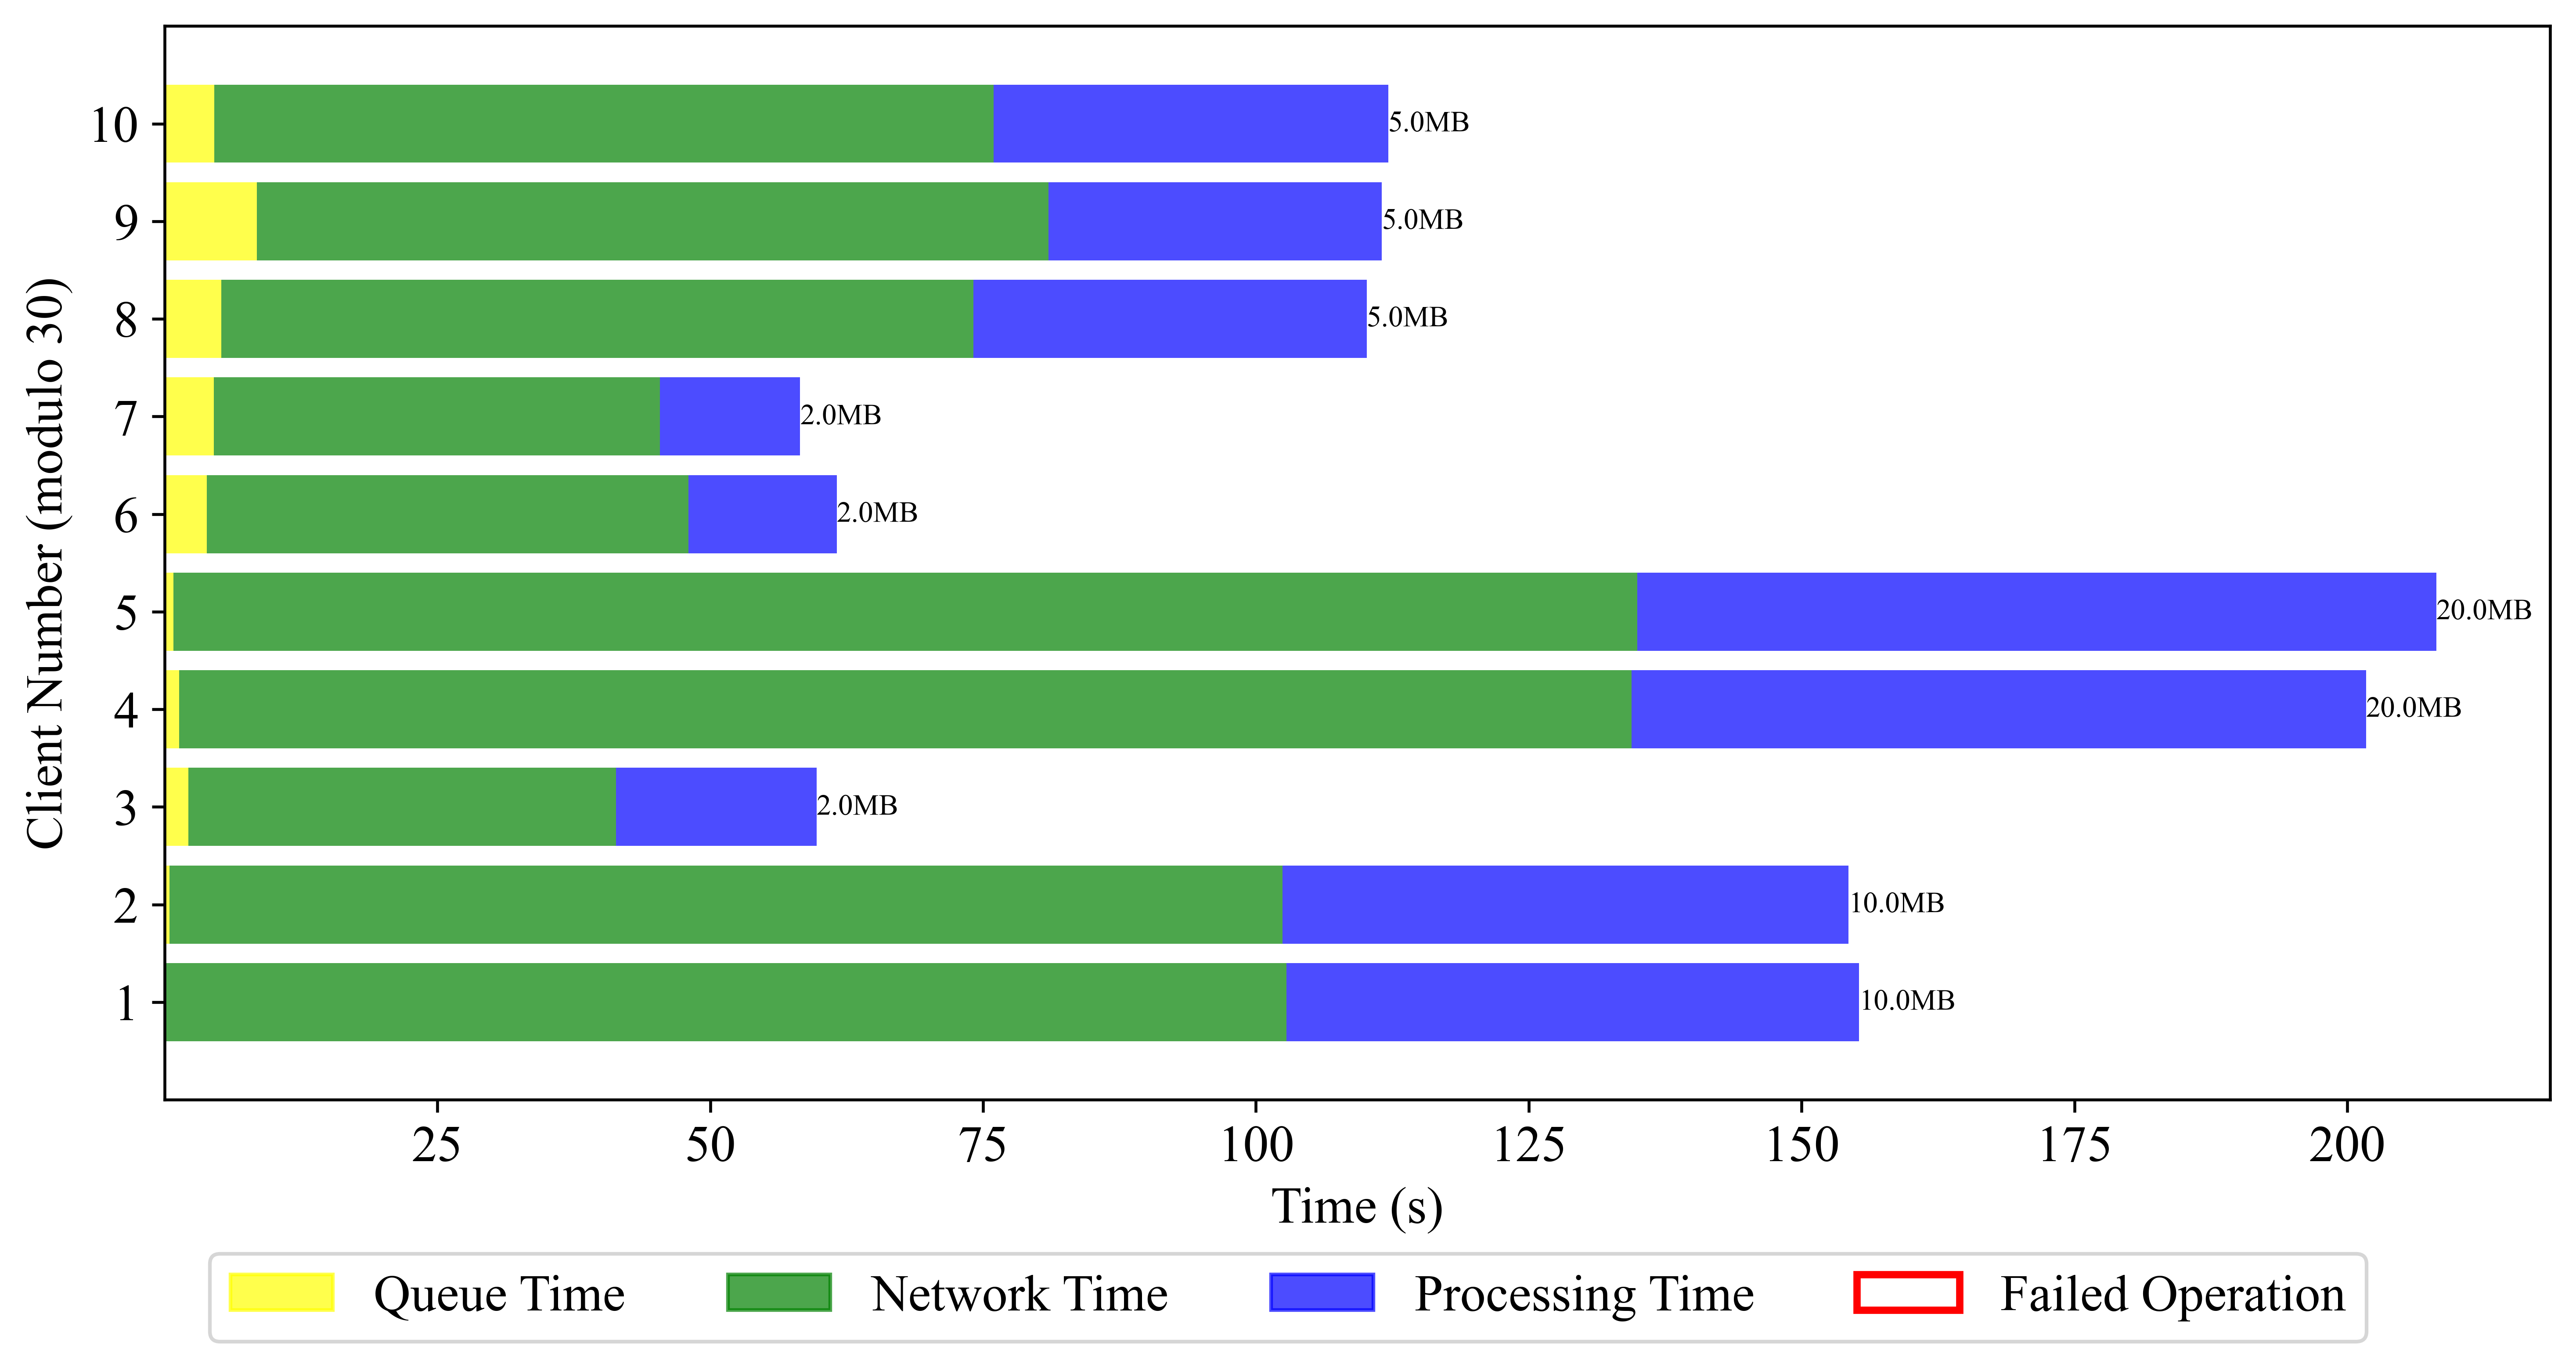 Client Number (modulo 30)
10
5.0MB
9
5.0MB
8
5.0MB
7
2.0MB
6
2.0MB
5
20.0MB
4
20.0MB
3
2.0MB
2
10.0MB
1
10.0MB
25 50 75 100 125 150 175 200
Time (s)
Queue Time Network Time Processing Time Failed Operation